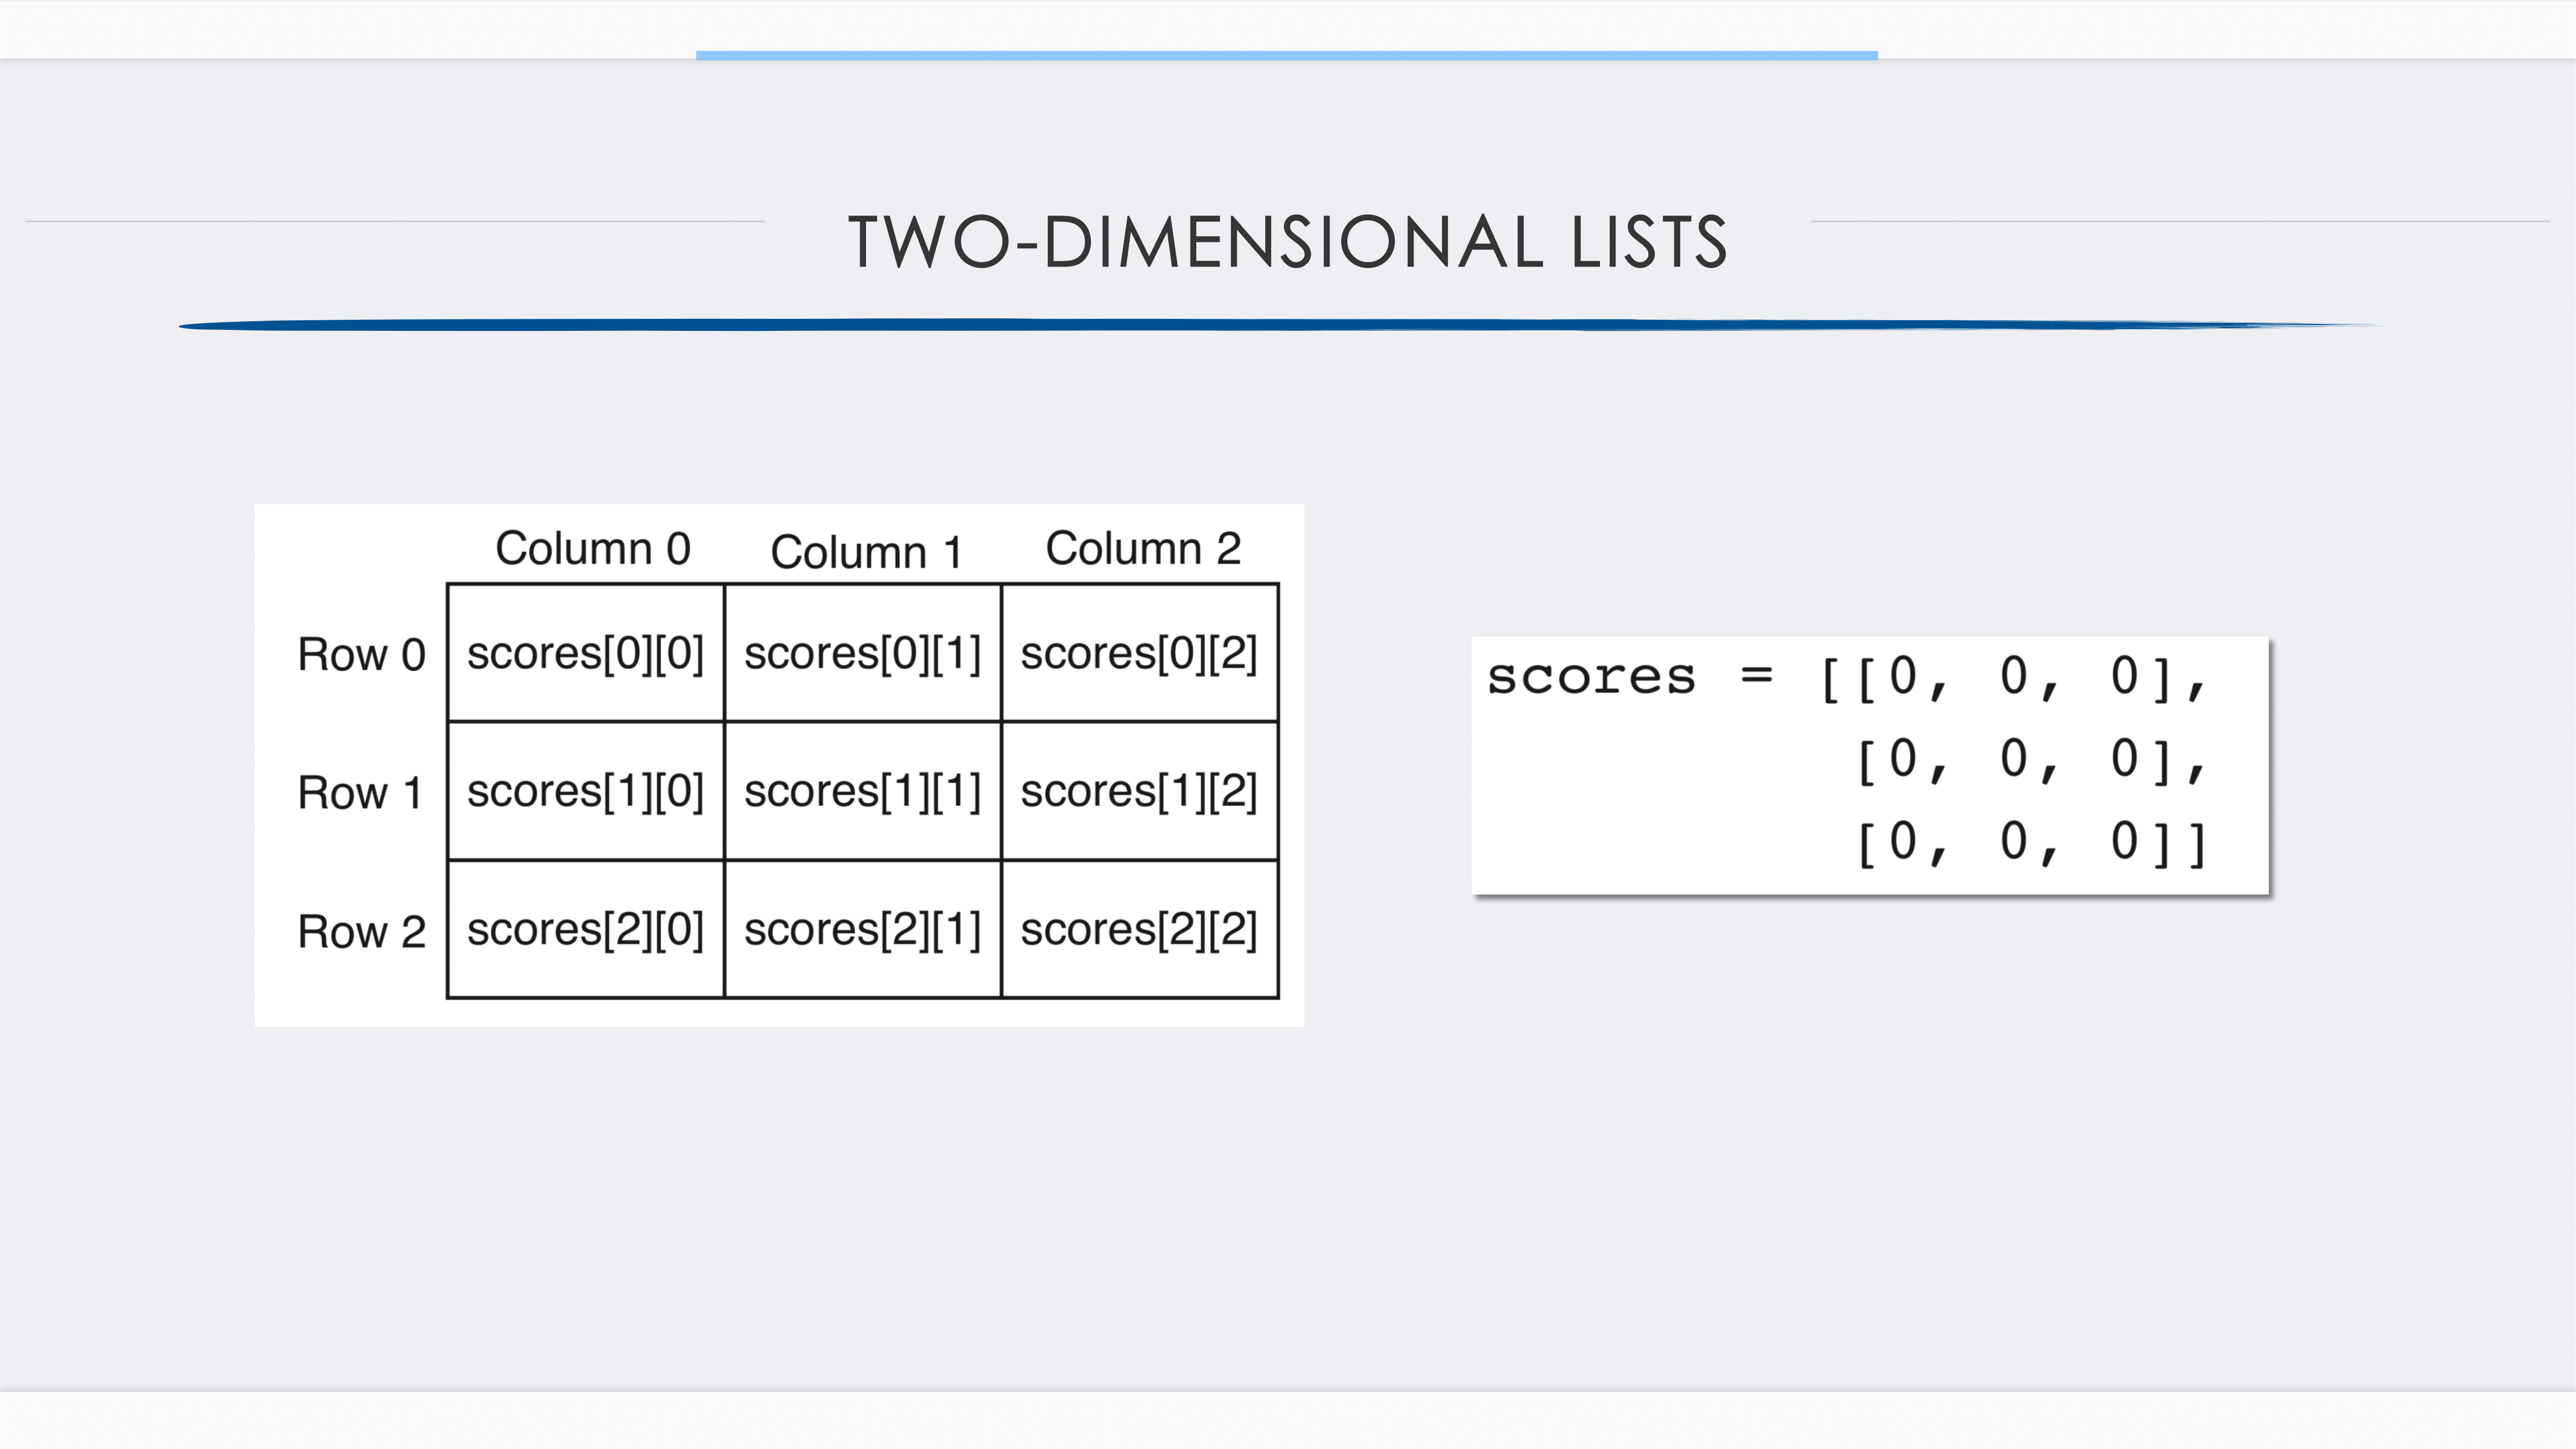 TWO-DIMENSIONAL LISTS
Column 0 Column 1 Column 2
Row 0 scores[0][0] scores[0][1] scores[0][2]
Row 1 scores[1][0] scores[1][1] scores[1][2]
Row 2 scores[2][0] scores[2][1] scores[2][2]
scores = [[0, 0, 0],
[0, 0, 0],
[0, 0, 0]]